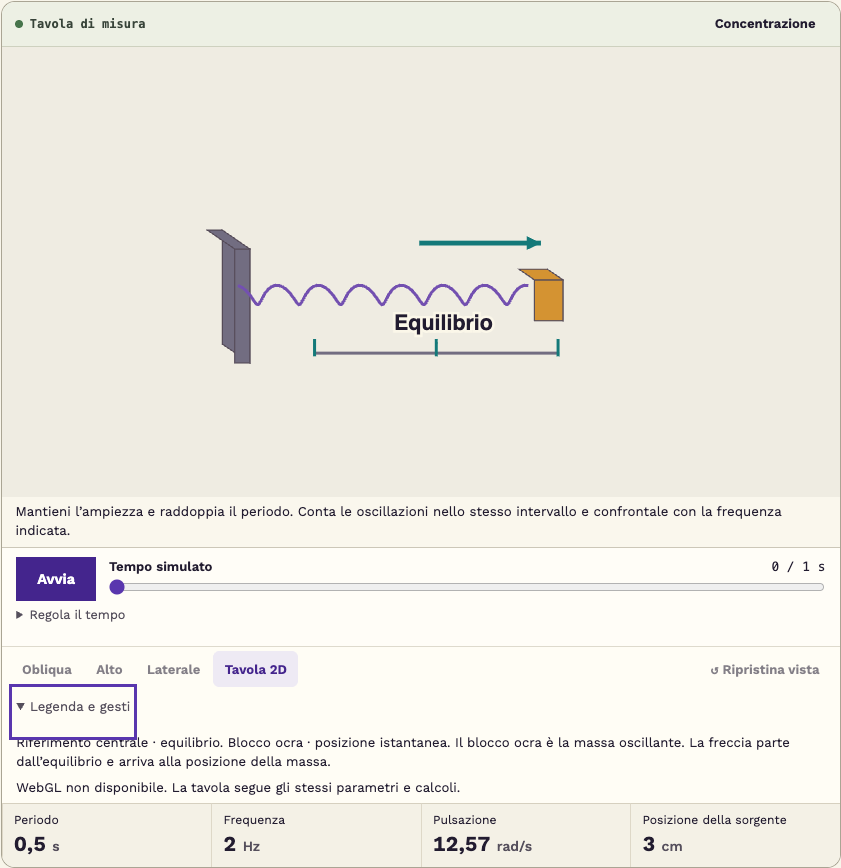 Tavola di misura
Concentrazione
Equilibrio
Mantieni l’ampiezza e raddoppia il periodo. Conta le oscillazioni nello stesso intervallo e confrontale con la frequenza
indicata.
Avvia
Tempo simulato
0 / 1 s
▶ Regola il tempo
Obliqua
Alto
Laterale
Tavola 2D
↺ Ripristina vista
▼ Legenda e gesti
Riferimento centrale · equilibrio. Blocco ocra · posizione istantanea. Il blocco ocra è la massa oscillante. La freccia parte
dall’equilibrio e arriva alla posizione della massa.
WebGL non disponibile. La tavola segue gli stessi parametri e calcoli.
Periodo
0,5 s
Frequenza
2 Hz
Pulsazione
12,57 rad/s
Posizione della sorgente
3 cm